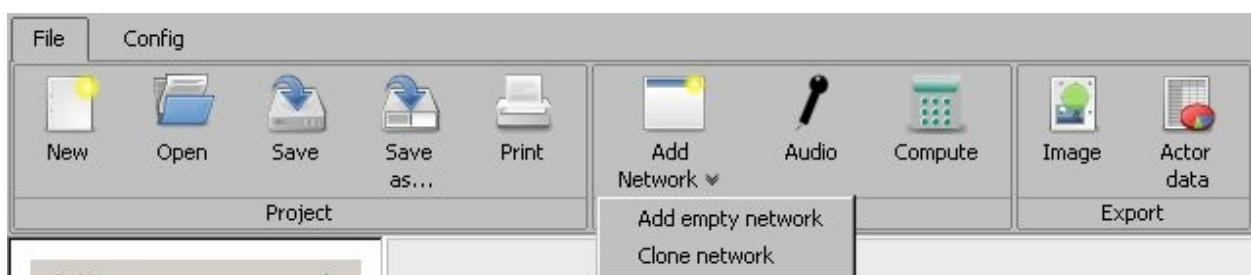 File Config
New Open Save Save as... Print Add Network Audio Compute Image Actor data
Project Export
Add empty network
Clone network